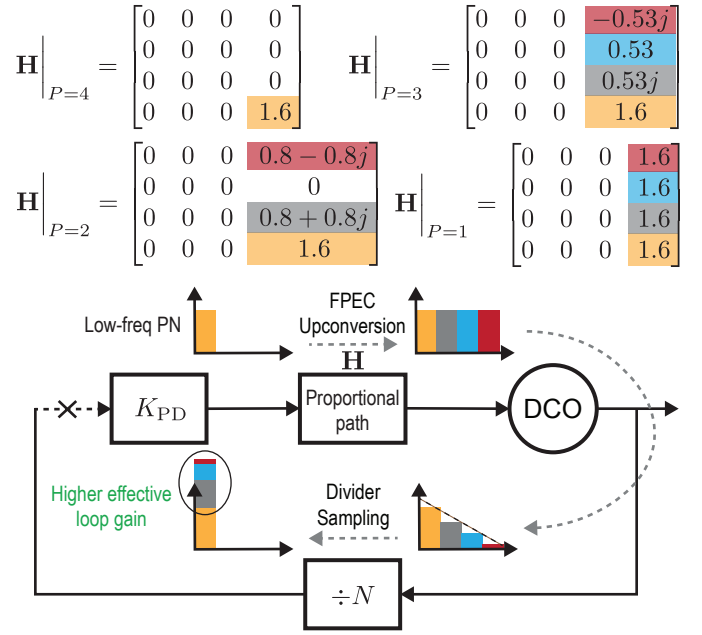 H|P=4 = [0 0 0 0
0 0 0 0
0 0 0 0
0 0 0 1.6]
H|P=3 = [0 0 0 −0.53j
0 0 0 0.53
0 0 0 0.53j
0 0 0 1.6]
H|P=2 = [0 0 0 0.8 − 0.8j
0 0 0 0
0 0 0 0.8 + 0.8j
0 0 0 1.6]
H|P=1 = [0 0 0 1.6
0 0 0 1.6
0 0 0 1.6
0 0 0 1.6]
Low-freq PN
FPEC
Upconversion
H
KPD
Proportional
path
DCO
Higher effective
loop gain
Divider
Sampling
÷N